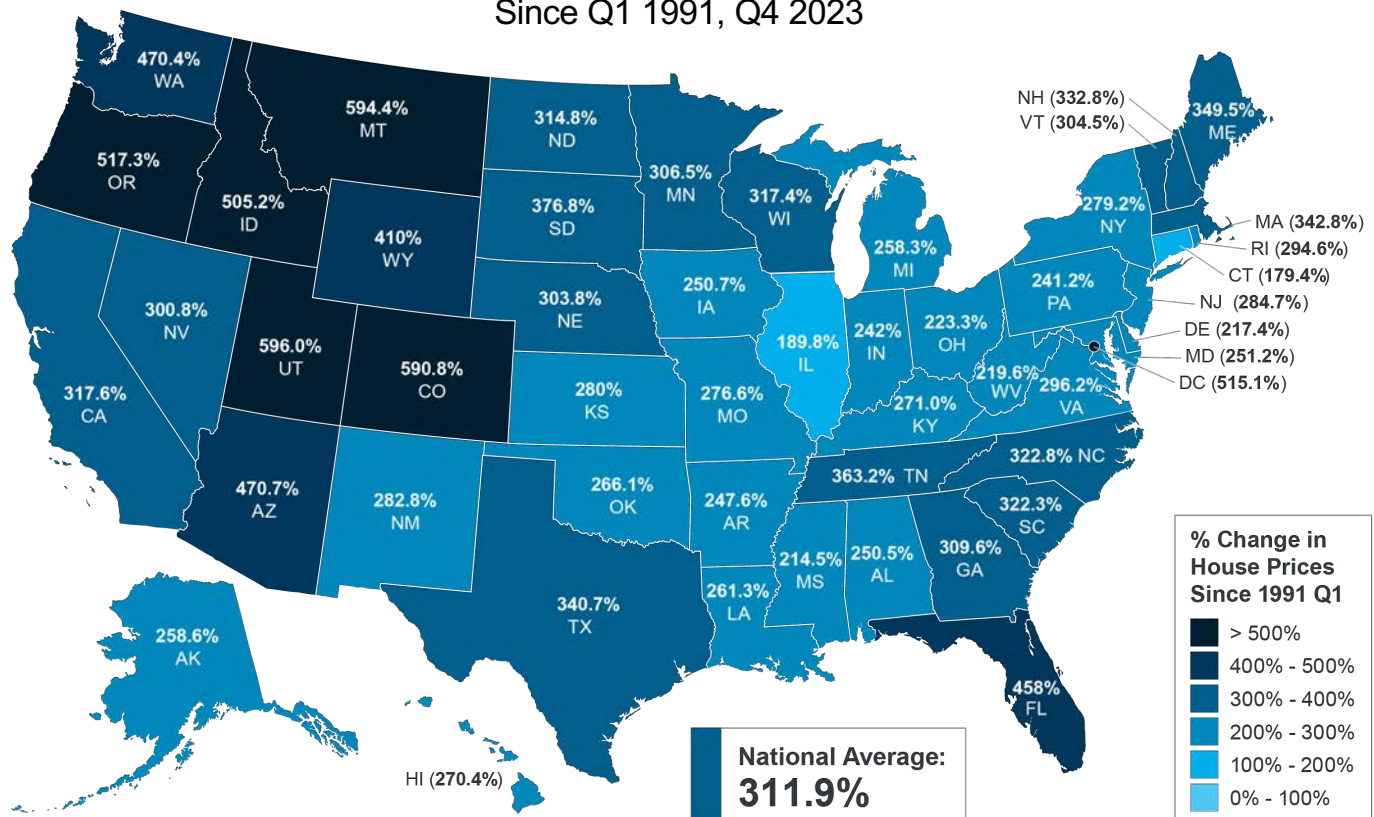 Since Q1 1991, Q4 2023
470.4%
WA
594.4%
MT
314.8%
ND
306.5%
MN
317.4%
WI
NH (332.8%)
VT (304.5%)
349.5%
ME
517.3%
OR
505.2%
ID
410%
WY
376.8%
SD
258.3%
MI
279.2%
NY
MA (342.8%)
RI (294.6%)
CT (179.4%)
NJ (284.7%)
DE (217.4%)
MD (251.2%)
DC (515.1%)
300.8%
NV
596.0%
UT
590.8%
CO
303.8%
NE
250.7%
IA
189.8%
IL
242%
IN
223.3%
OH
241.2%
PA
317.6%
CA
280%
KS
276.6%
MO
271.0%
KY
219.6%
WV
296.2%
VA
470.7%
AZ
282.8%
NM
266.1%
OK
247.6%
AR
363.2% TN
322.8% NC
322.3%
SC
340.7%
TX
261.3%
LA
214.5%
MS
250.5%
AL
309.6%
GA
458%
FL
258.6%
AK
HI (270.4%)
National Average:
311.9%
% Change in
House Prices
Since 1991 Q1
> 500%
400% - 500%
300% - 400%
200% - 300%
100% - 200%
0% - 100%